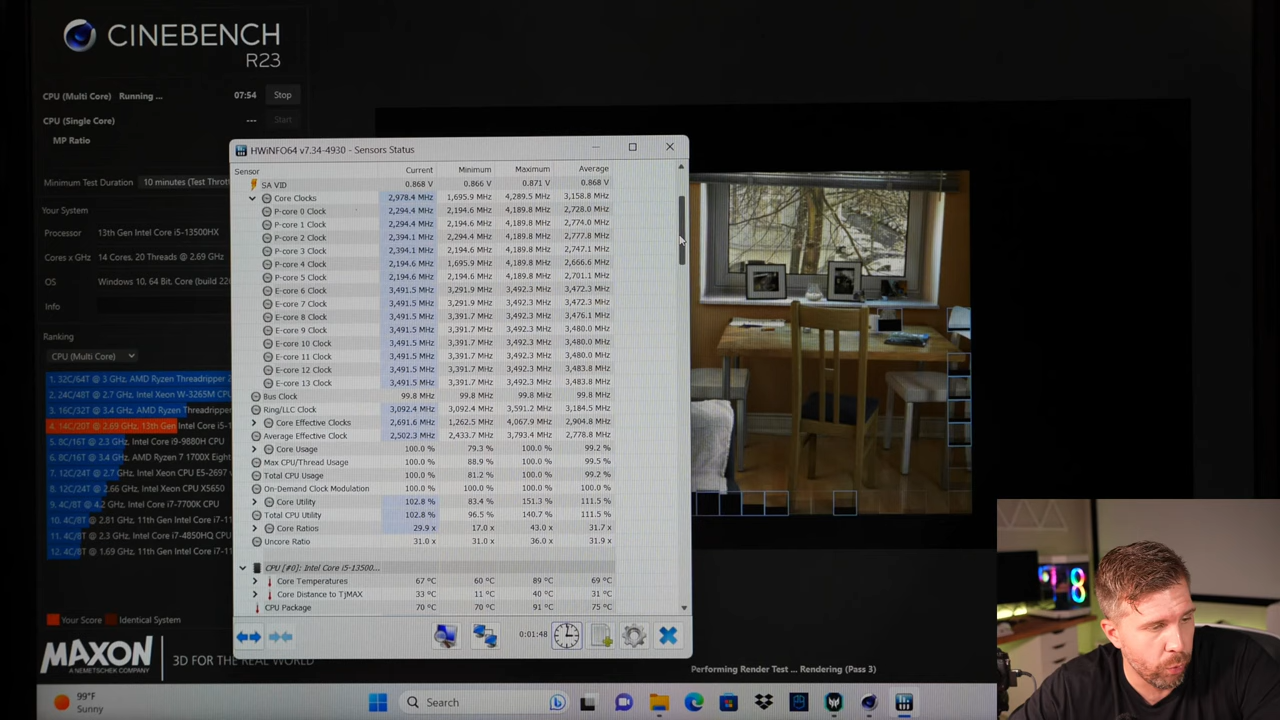 CINEBENCH
R23
CPU (Multi Core) Running ... 07:54 Stop
CPU (Single Core) --- Start
MP Ratio
Minimum Test Duration 10 minutes (Test Thrott
Your System
Processor 13th Gen Intel Core i5-13500HX
Cores x GHz 14 Cores, 20 Threads @ 2.69 GHz
OS Windows 10, 64 Bit, Core (build 226
Info
Ranking
CPU (Multi Core)
1. 32C/64T @ 3 GHz, AMD Ryzen Threadripper 2
2. 24C/48T @ 2.7 GHz, Intel Xeon W-3265M CPU
3. 16C/32T @ 3.4 GHz, AMD Ryzen Threadripper
4. 14C/20T @ 2.69 GHz, 13th Gen Intel Core i5-1
5. 8C/16T @ 2.3 GHz, Intel Core i9-9880H CPU
6. 8C/16T @ 3.4 GHz, AMD Ryzen 7 1700X Eight
7. 12C/24T @ 2.7 GHz, Intel Xeon CPU E5-2697 v
8. 12C/24T @ 2.66 GHz, Intel Xeon CPU X5650
9. 4C/8T @ 4.2 GHz, Intel Core i7-7700K CPU
10. 4C/8T @ 2.81 GHz, 11th Gen Intel Core i7-11
11. 4C/8T @ 2.3 GHz, Intel Core i7-4850HQ CPU
12. 4C/8T @ 1.69 GHz, 11th Gen Intel Core i7-11
Your Score Identical System
MAXON 3D FOR THE REAL WORLD
A NEMETSCHEK COMPANY
HWiNFO64 v7.34-4930 - Sensors Status
Sensor Current Minimum Maximum Average
SA VID 0.868 V 0.866 V 0.871 V 0.868 V
Core Clocks 2,978.4 MHz 1,695.9 MHz 4,289.5 MHz 3,158.8 MHz
P-core 0 Clock 2,294.4 MHz 2,194.6 MHz 4,189.8 MHz 2,728.0 MHz
P-core 1 Clock 2,294.4 MHz 2,194.6 MHz 4,189.8 MHz 2,774.0 MHz
P-core 2 Clock 2,394.1 MHz 2,294.4 MHz 4,189.8 MHz 2,777.8 MHz
P-core 3 Clock 2,394.1 MHz 2,194.6 MHz 4,189.8 MHz 2,747.1 MHz
P-core 4 Clock 2,194.6 MHz 1,695.9 MHz 4,189.8 MHz 2,666.6 MHz
P-core 5 Clock 2,194.6 MHz 2,194.6 MHz 4,189.8 MHz 2,701.1 MHz
E-core 6 Clock 3,491.5 MHz 3,291.9 MHz 3,492.3 MHz 3,472.3 MHz
E-core 7 Clock 3,491.5 MHz 3,291.9 MHz 3,492.3 MHz 3,472.3 MHz
E-core 8 Clock 3,491.5 MHz 3,391.7 MHz 3,492.3 MHz 3,476.1 MHz
E-core 9 Clock 3,491.5 MHz 3,391.7 MHz 3,492.3 MHz 3,480.0 MHz
E-core 10 Clock 3,491.5 MHz 3,391.7 MHz 3,492.3 MHz 3,480.0 MHz
E-core 11 Clock 3,491.5 MHz 3,391.7 MHz 3,492.3 MHz 3,480.0 MHz
E-core 12 Clock 3,491.5 MHz 3,391.7 MHz 3,492.3 MHz 3,483.8 MHz
E-core 13 Clock 3,491.5 MHz 3,391.7 MHz 3,492.3 MHz 3,483.8 MHz
Bus Clock 99.8 MHz 99.8 MHz 99.8 MHz 99.8 MHz
Ring/LLC Clock 3,092.4 MHz 3,092.4 MHz 3,591.2 MHz 3,184.5 MHz
Core Effective Clocks 2,691.6 MHz 1,262.5 MHz 4,067.9 MHz 2,904.8 MHz
Average Effective Clock 2,502.3 MHz 2,433.7 MHz 3,793.4 MHz 2,778.8 MHz
Core Usage 100.0 % 79.3 % 100.0 % 99.2 %
Max CPU/Thread Usage 100.0 % 88.9 % 100.0 % 99.5 %
Total CPU Usage 100.0 % 81.2 % 100.0 % 99.2 %
On-Demand Clock Modulation 100.0 % 100.0 % 100.0 % 100.0 %
Core Utility 102.8 % 83.4 % 151.3 % 111.5 %
Total CPU Utility 102.8 % 96.5 % 140.7 % 111.5 %
Core Ratios 29.9 x 17.0 x 43.0 x 31.7 x
Uncore Ratio 31.0 x 31.0 x 36.0 x 31.9 x
CPU [#0]: Intel Core i5-13500...
Core Temperatures 67 ºC 60 ºC 89 ºC 69 ºC
Core Distance to TjMAX 33 ºC 11 ºC 40 ºC 31 ºC
CPU Package 70 ºC 70 ºC 91 ºC 75 ºC
0:01:48
Performing Render Test ... Rendering (Pass 3)
99°F
Sunny
Search